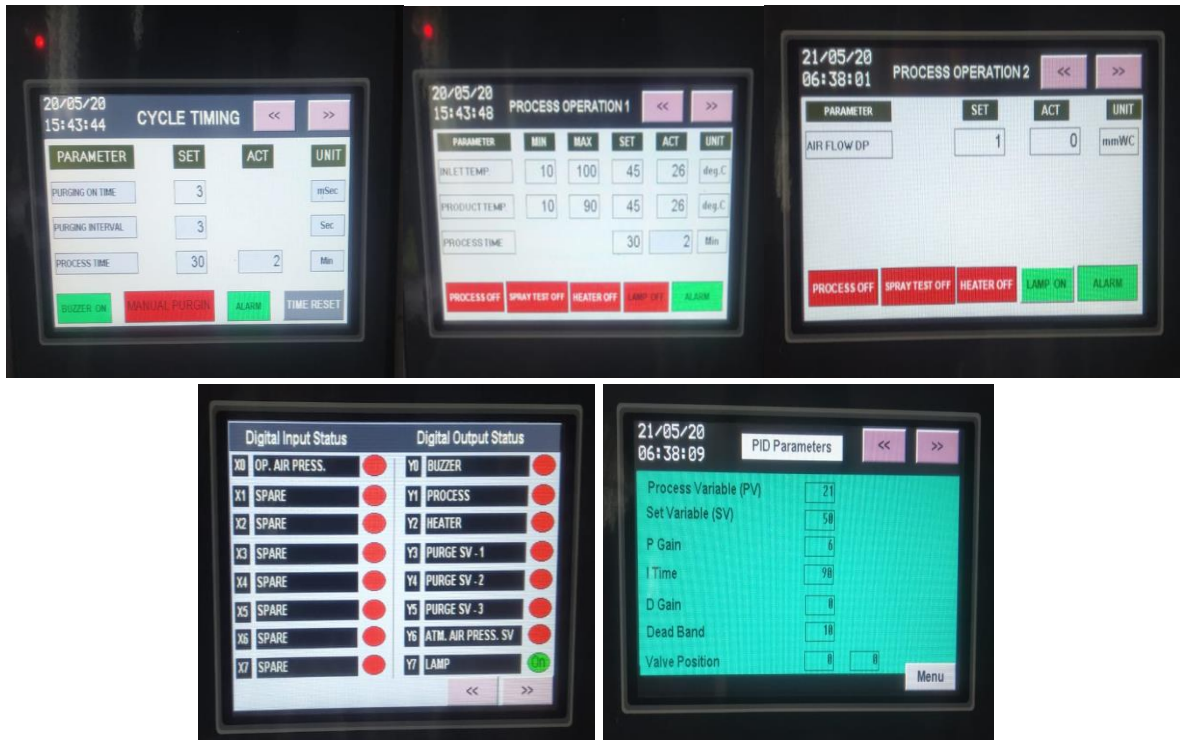 20/05/20
15:43:44
CYCLE TIMING
<<
>>
PARAMETER SET ACT UNIT
PURGING ON TIME 3 mSec
PURGING INTERVAL 3 Sec
PROCESS TIME 30 2 Min
BUZZER ON MANUAL PURGIN ALARM TIME RESET
20/05/20
15:43:48
PROCESS OPERATION 1
<<
>>
PARAMETER MIN MAX SET ACT UNIT
INLET TEMP. 10 100 45 26 deg.C
PRODUCT TEMP. 10 90 45 26 deg.C
PROCESS TIME 30 2 Min
PROCESS OFF SPRAY TEST OFF HEATER OFF LAMP OFF ALARM
21/05/20
06:38:01
PROCESS OPERATION 2
<<
>>
PARAMETER SET ACT UNIT
AIR FLOW DP 1 0 mmWC
PROCESS OFF SPRAY TEST OFF HEATER OFF LAMP ON ALARM
Digital Input Status Digital Output Status
X0 OP. AIR PRESS. Y0 BUZZER
X1 SPARE Y1 PROCESS
X2 SPARE Y2 HEATER
X3 SPARE Y3 PURGE SV - 1
X4 SPARE Y4 PURGE SV - 2
X5 SPARE Y5 PURGE SV - 3
X6 SPARE Y6 ATM. AIR PRESS. SV
X7 SPARE Y7 LAMP On
<< >>
21/05/20
06:38:09
PID Parameters
<<
>>
Process Variable (PV) 21
Set Variable (SV) 50
P Gain 6
I Time 90
D Gain 0
Dead Band 10
Valve Position 0 0
Menu